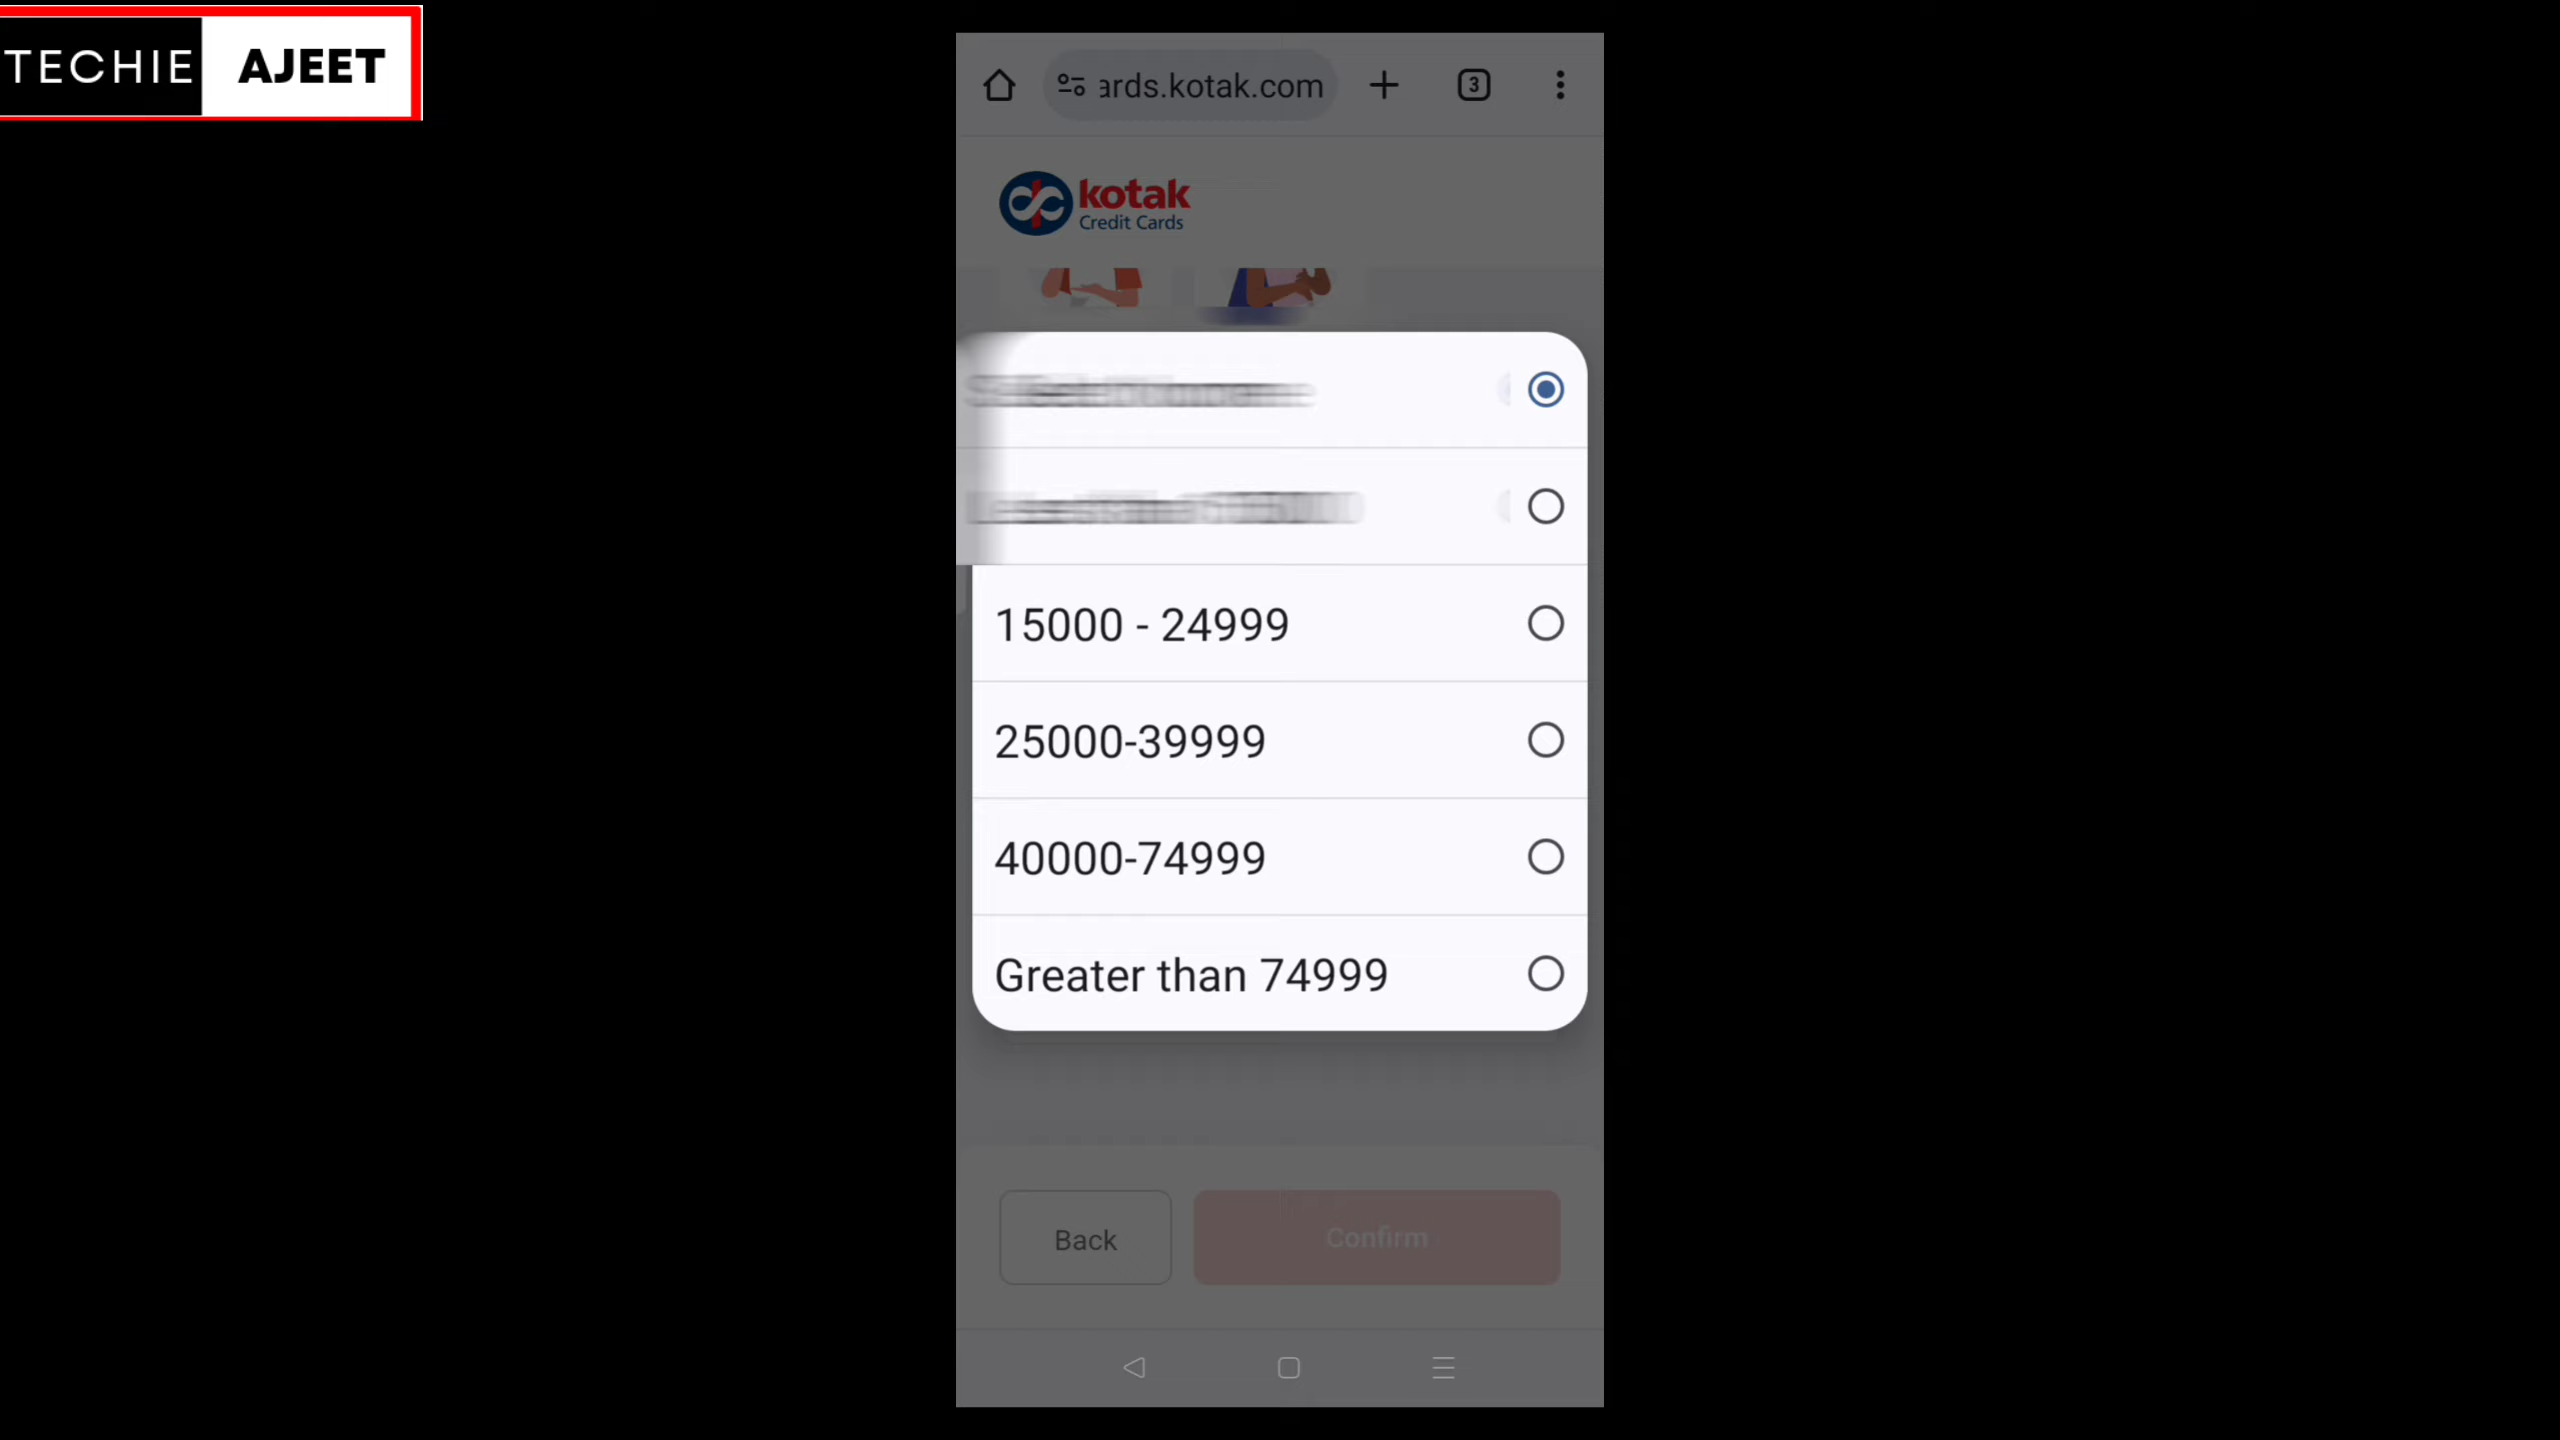 TECHIE AJEET
ards.kotak.com
3
kotak
Credit Cards
15000 - 24999
25000-39999
40000-74999
Greater than 74999
Back
Confirm